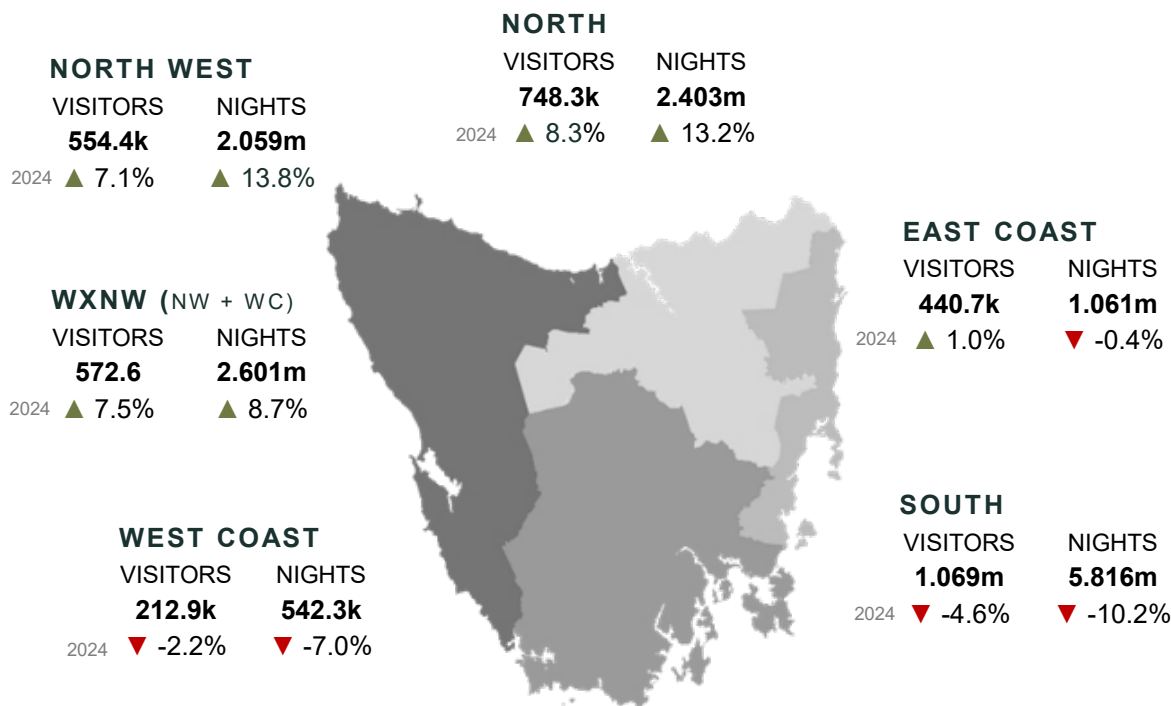 NORTH
VISITORS NIGHTS
748.3k 2.403m
2024 ▲ 8.3% ▲ 13.2%
NORTH WEST
VISITORS NIGHTS
554.4k 2.059m
2024 ▲ 7.1% ▲ 13.8%
EAST COAST
VISITORS NIGHTS
440.7k 1.061m
2024 ▲ 1.0% ▼ -0.4%
WXNW (NW + WC)
VISITORS NIGHTS
572.6 2.601m
2024 ▲ 7.5% ▲ 8.7%
SOUTH
VISITORS NIGHTS
1.069m 5.816m
2024 ▼ -4.6% ▼ -10.2%
WEST COAST
VISITORS NIGHTS
212.9k 542.3k
2024 ▼ -2.2% ▼ -7.0%